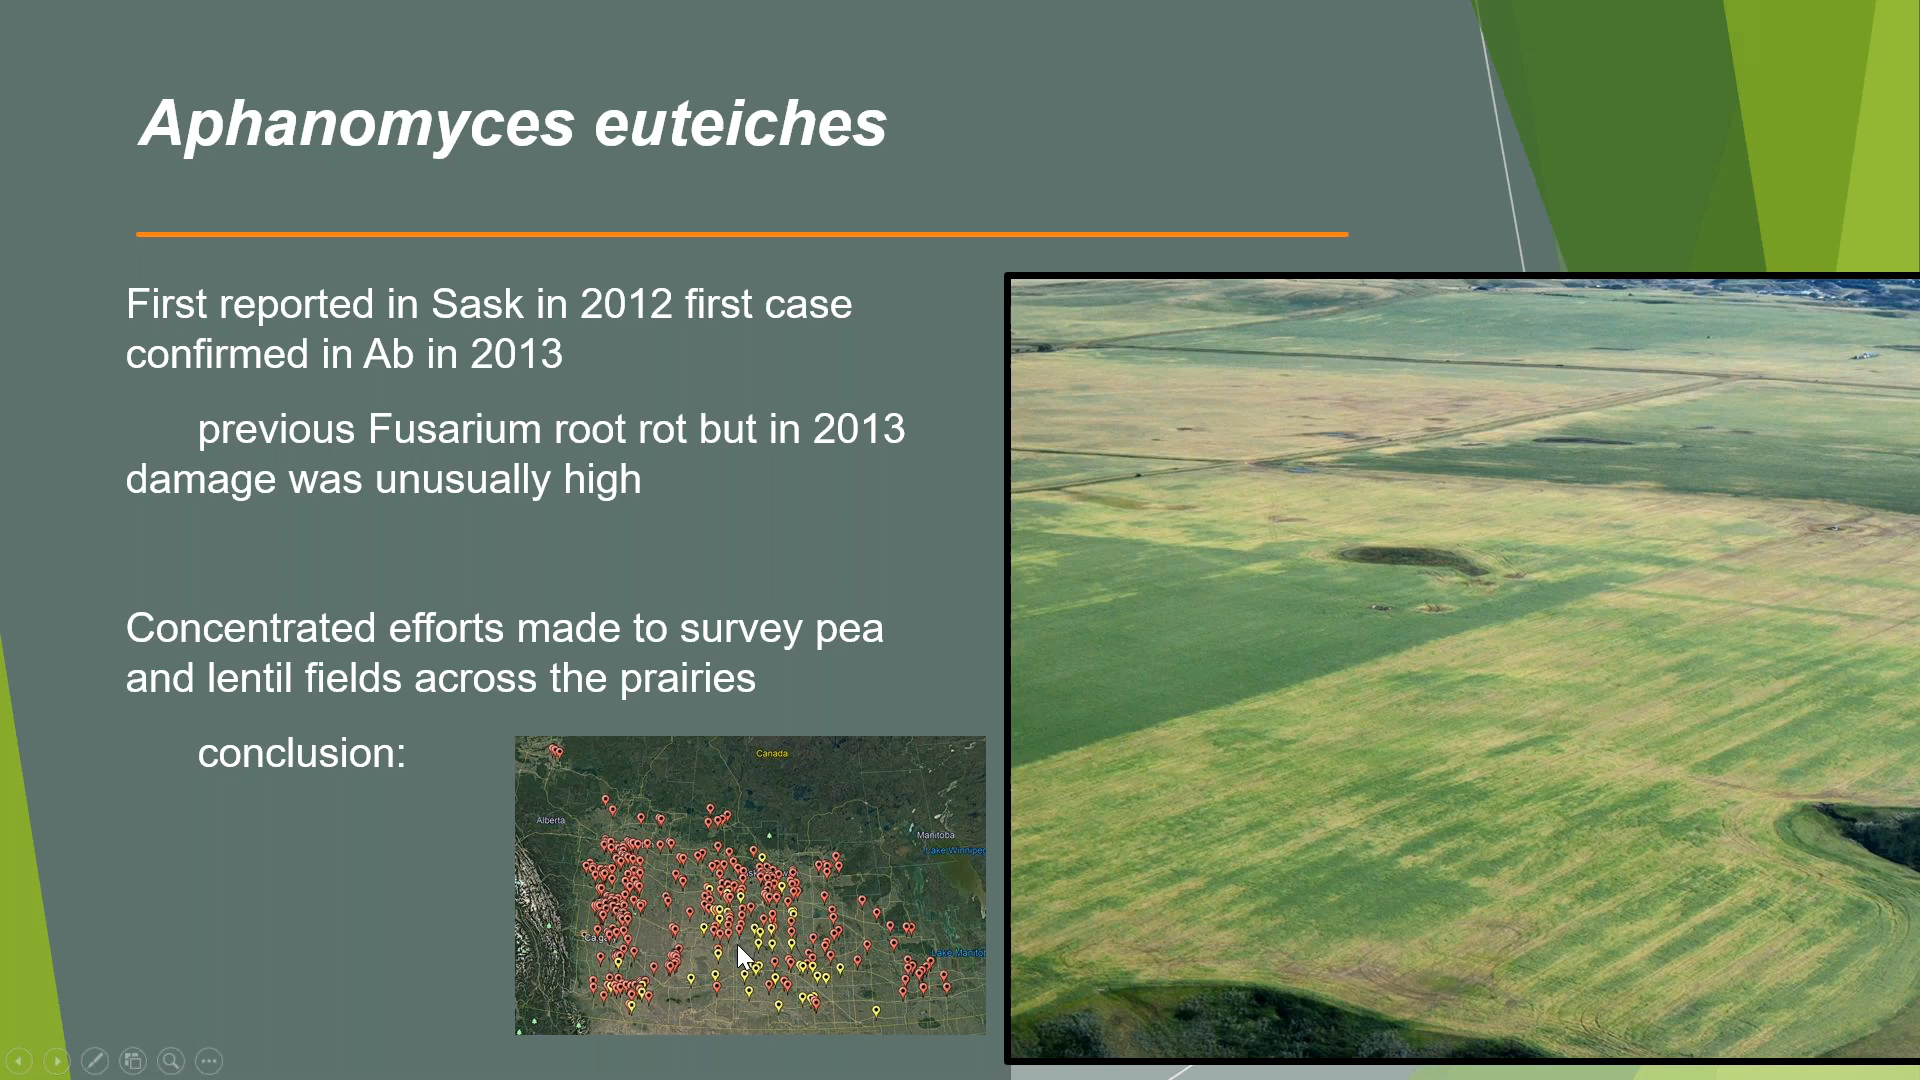 Aphanomyces euteiches
First reported in Sask in 2012 first case
confirmed in Ab in 2013
previous Fusarium root rot but in 2013
damage was unusually high
Concentrated efforts made to survey pea
and lentil fields across the prairies
conclusion:
Canada
Alberta
Manitoba
Lake Winnipeg
Lake Manitob